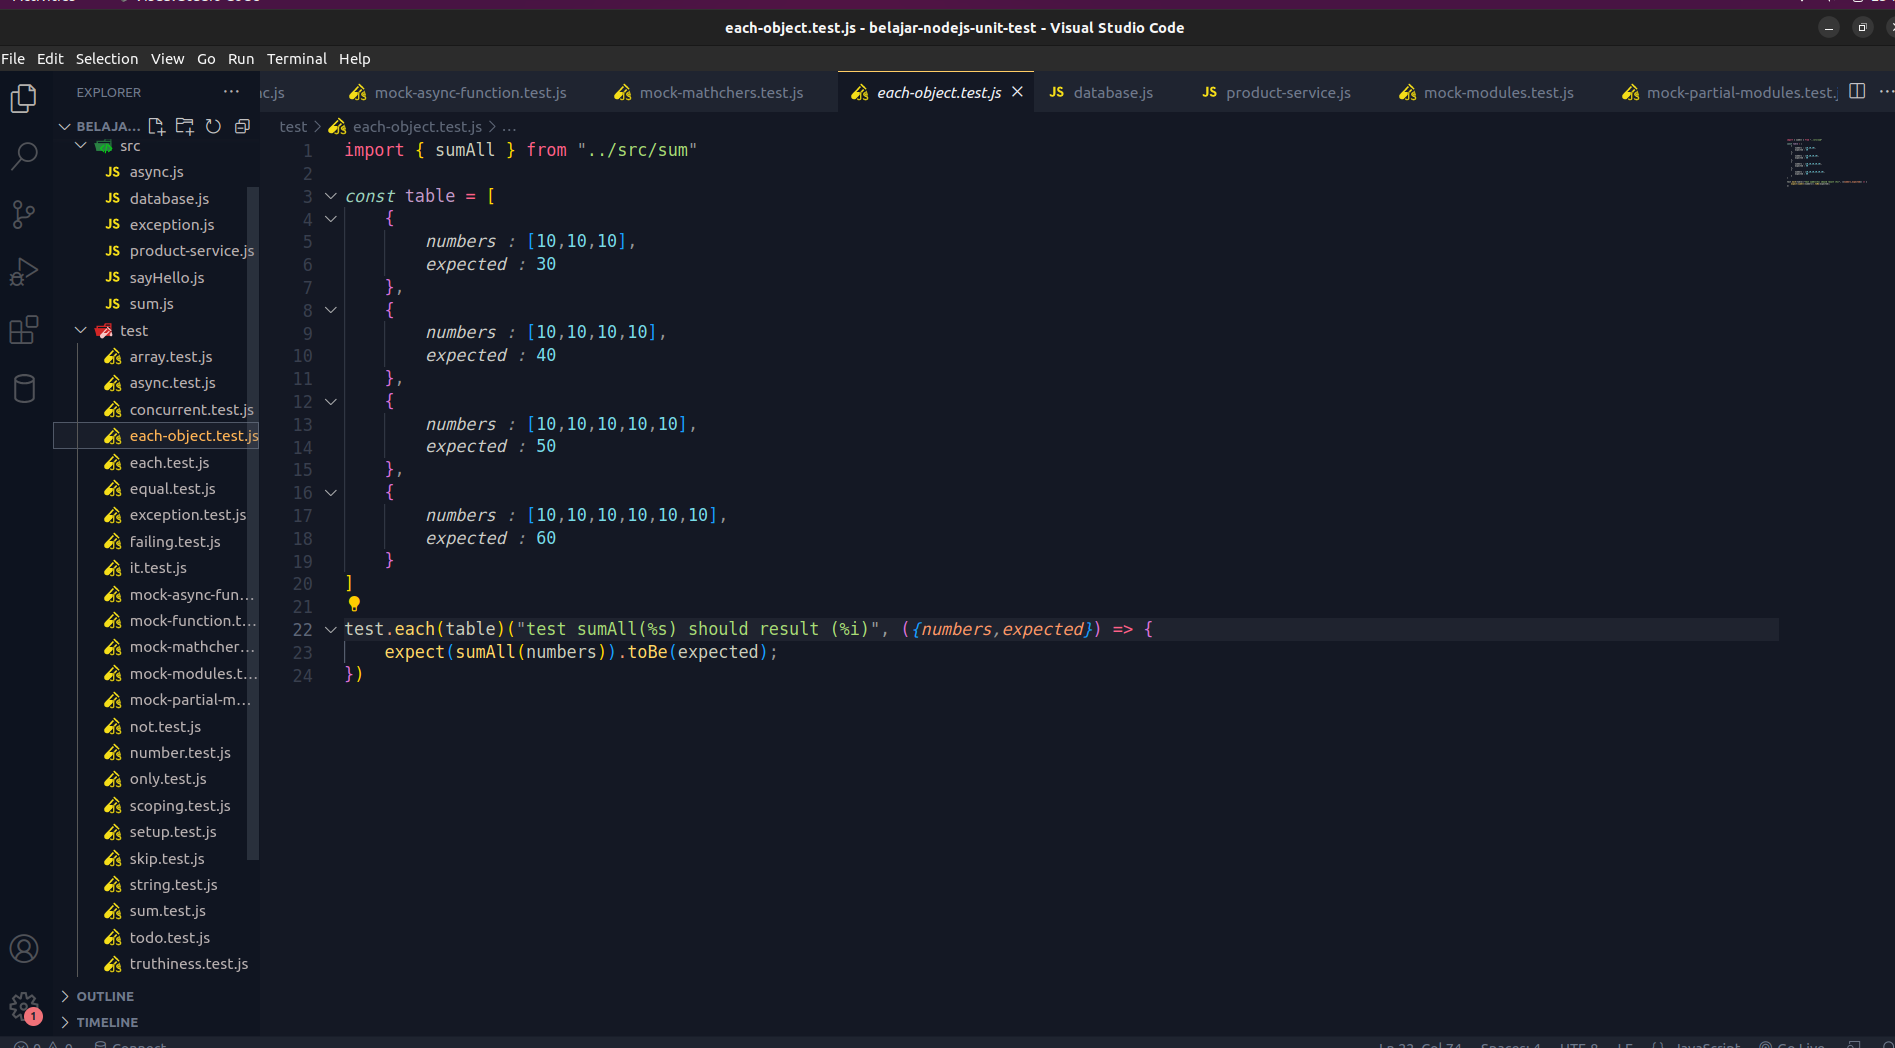 each-object.test.js - belajar-nodejs-unit-test - Visual Studio Code
File Edit Selection View Go Run Terminal Help
EXPLORER
mock-async-function.test.js mock-mathchers.test.js each-object.test.js database.js product-service.js mock-modules.test.js mock-partial-modules.test.j
BELAJA...
test > each-object.test.js > ...
src
async.js
database.js
exception.js
product-service.js
sayHello.js
sum.js
test
array.test.js
async.test.js
concurrent.test.js
each-object.test.js
each.test.js
equal.test.js
exception.test.js
failing.test.js
it.test.js
mock-async-fun...
mock-function.t...
mock-mathcher...
mock-modules.t...
mock-partial-m...
not.test.js
number.test.js
only.test.js
scoping.test.js
setup.test.js
skip.test.js
string.test.js
sum.test.js
todo.test.js
truthiness.test.js
OUTLINE
TIMELINE
1
1 import { sumAll } from "../src/sum"
2
3 const table = [
4 {
5 numbers : [10,10,10],
6 expected : 30
7 },
8 {
9 numbers : [10,10,10,10],
10 expected : 40
11 },
12 {
13 numbers : [10,10,10,10,10],
14 expected : 50
15 },
16 {
17 numbers : [10,10,10,10,10,10],
18 expected : 60
19 }
20 ]
21
22 test.each(table)("test sumAll(%s) should result (%i)", ({numbers,expected}) => {
23 expect(sumAll(numbers)).toBe(expected);
24 })